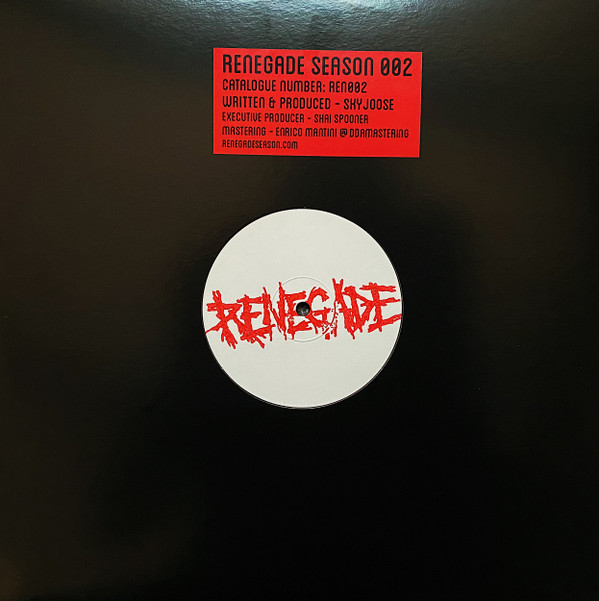 RENEGADE SEASON 002
CATALOGUE NUMBER: REN002
WRITTEN & PRODUCED - SKYJOOSE
EXECUTIVE PRODUCER - SKAI SPOONER
MASTERING - ENRICO MANTINI @ DDAMASTERING
RENEGADESEASON.COM
RENEGADE